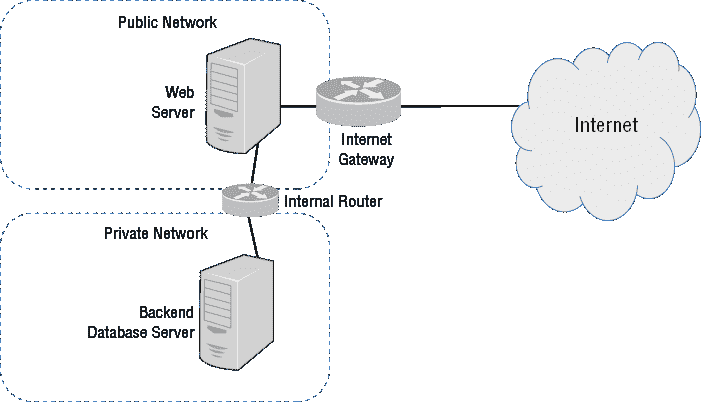 Public Network
Web
Server
Internet
Gateway
Internet
Internal Router
Private Network
Backend
Database Server